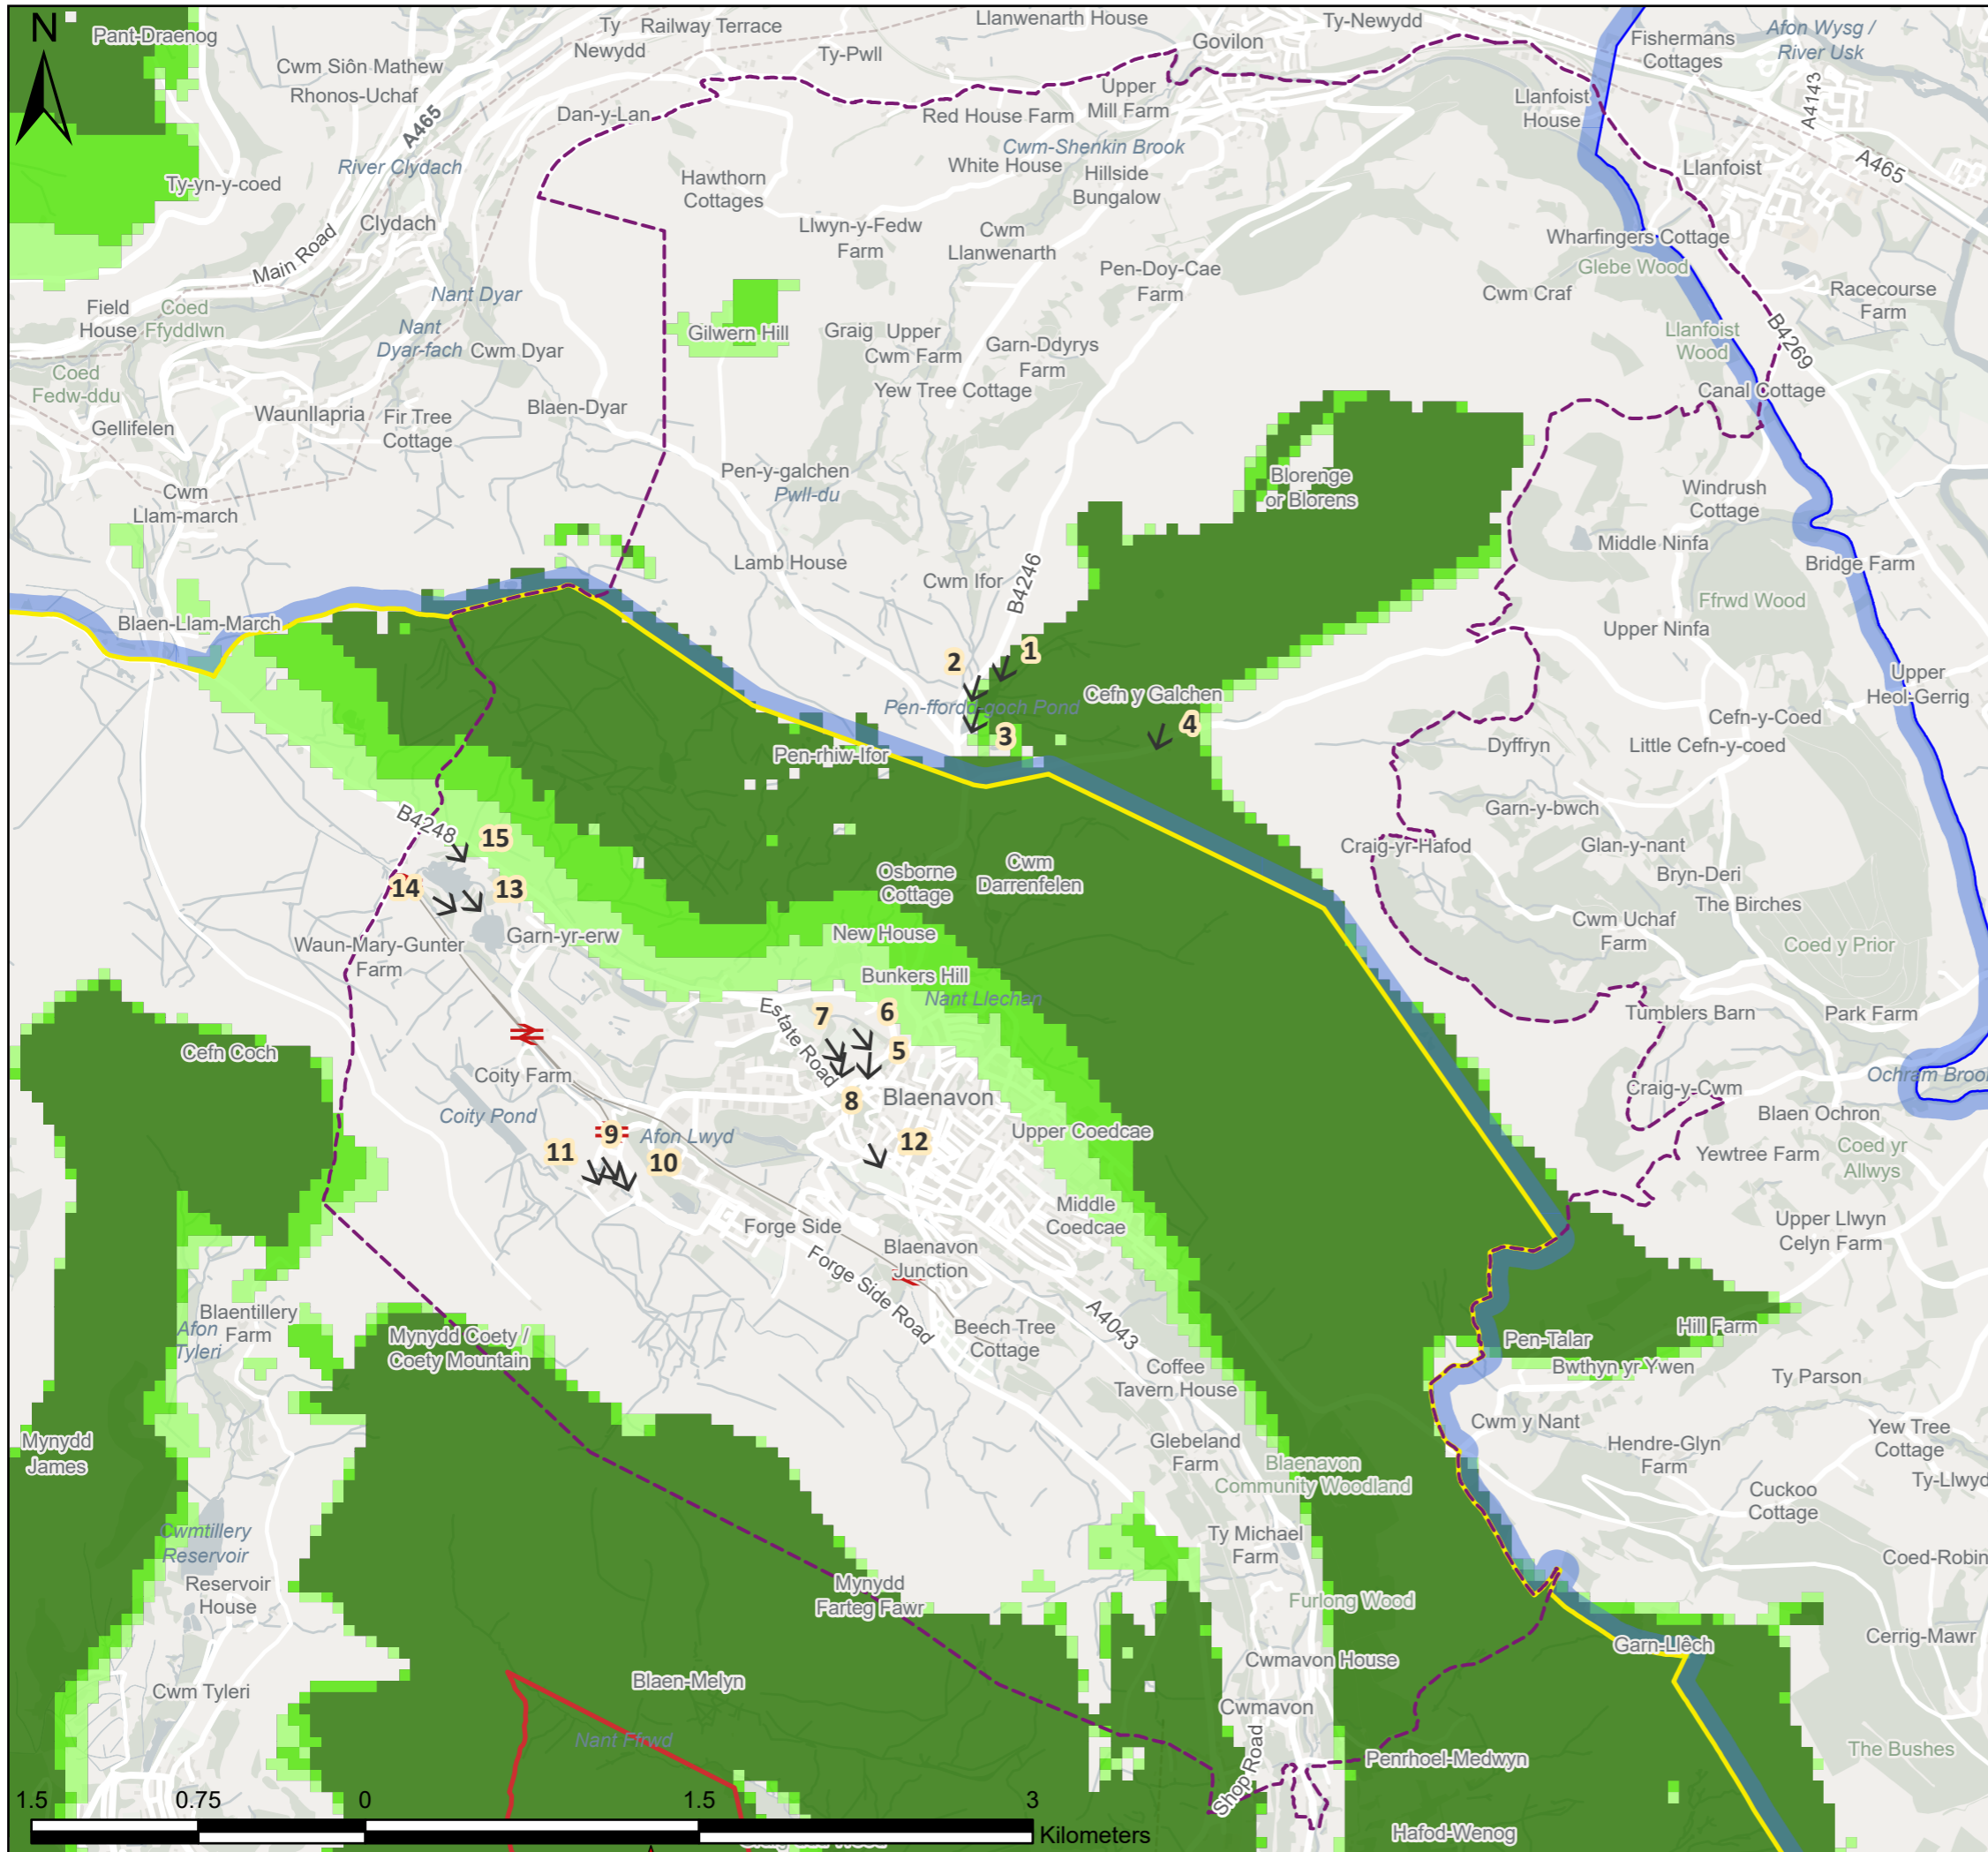 N
Pant-Draenog
Ty
Newydd
Railway Terrace
Llanwenarth House
Ty-Newydd
Govilon
Fishermans
Cottages
Afon Wysg /
River Usk
Cwm Siôn Mathew
Rhonos-Uchaf
A465
Ty-Pwll
Upper
Mill Farm
Red House Farm
Dan-y-Lan
Llanfoist
House
A4143
A465
River Clydach
Cwm-Shenkin Brook
White House
Hillside
Bungalow
Llanfoist
Ty-yn-y-coed
Hawthorn
Cottages
Clydach
Main Road
Llwyn-y-Fedw
Farm
Cwm
Llanwenarth
Wharfingers Cottage
Glebe Wood
Pen-Doy-Cae
Farm
Cwm Craf
Racecourse
Farm
Nant Dyar
Field
House
Coed
Ffyddlwn
Nant
Dyar-fach
Cwm Dyar
Gilwern Hill
Graig
Upper
Cwm Farm
Garn-Ddyrys
Farm
Llanfoist
Wood
B4269
Coed
Fedw-ddu
Yew Tree Cottage
Canal Cottage
Gellifelen
Waunllapria
Fir Tree
Cottage
Blaen-Dyar
Pen-y-galchen
Pwll-du
Blorenge
or Blorens
Windrush
Cottage
Cwm
Llam-march
Middle Ninfa
Bridge Farm
Lamb House
Cwm Ifor
B4246
Ffrwd Wood
Blaen-Llam-March
Upper Ninfa
2
1
Upper
Heol-Gerrig
Cefn y Galchen
Pen-ffordd-goch Pond
3
4
Cefn-y-Coed
Dyffryn
Little Cefn-y-coed
Pen-rhiw-Ifor
Garn-y-bwch
B4248
15
Craig-yr-Hafod
Glan-y-nant
Osborne
Cottage
Cwm
Darrenfelen
Bryn-Deri
14
13
The Birches
Cwm Uchaf
Farm
Waun-Mary-Gunter
Farm
Garn-yr-erw
New House
Coed y Prior
Bunkers Hill
Nant Llechan
Estate Road
7
6
5
Tumblers Barn
Park Farm
Cefn Coch
Coity Farm
Ochram Brook
Craig-y-Cwm
8
Blaenavon
Blaen Ochron
Coity Pond
9
Afon Lwyd
Upper Coedcae
11
10
12
Yewtree Farm
Coed yr
Allwys
Forge Side
Middle
Coedcae
Upper Llwyn
Celyn Farm
Blaenavon
Junction
Forge Side Road
Blaentillery
Farm
Afon
Tyleri
Mynydd Coety /
Coety Mountain
Beech Tree
Cottage
A4043
Hill Farm
Pen-Talar
Bwthyn yr Ywen
Coffee
Tavern House
Ty Parson
Cwm y Nant
Mynydd
James
Glebeland
Farm
Hendre-Glyn
Farm
Yew Tree
Cottage
Blaenavon
Community Woodland
Ty-Llwyd
Cuckoo
Cottage
Cwmtillery
Reservoir
Ty Michael
Farm
Coed-Robin
Reservoir
House
Mynydd
Farteg Fawr
Furlong Wood
Garn-Llêch
Cerrig-Mawr
Cwm Tyleri
Blaen-Melyn
Cwmavon House
Cwmavon
Nant Ffrwd
Shop Road
Penrhoel-Medwyn
The Bushes
1.5
0.75
0
1.5
3
Kilometers
Hafod-Wenog